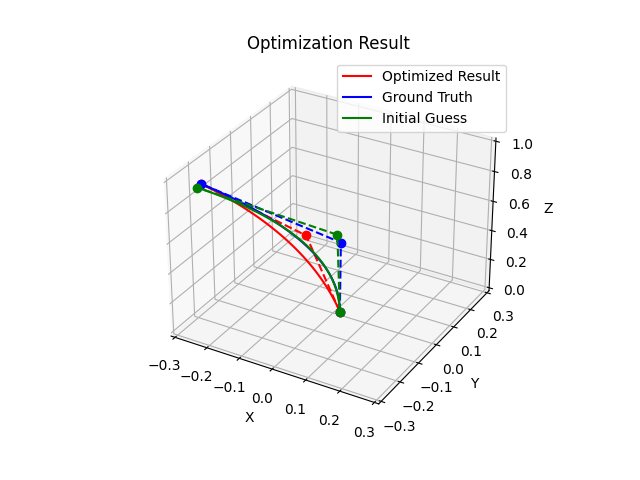 Optimization Result
Optimized Result
Ground Truth
Initial Guess
1.0
0.8
0.6
Z
0.4
0.2
0.0
0.3
0.2
0.1
0.0
Y
−0.1
−0.2
−0.3
−0.3
−0.2
−0.1
0.0
X
0.1
0.2
0.3